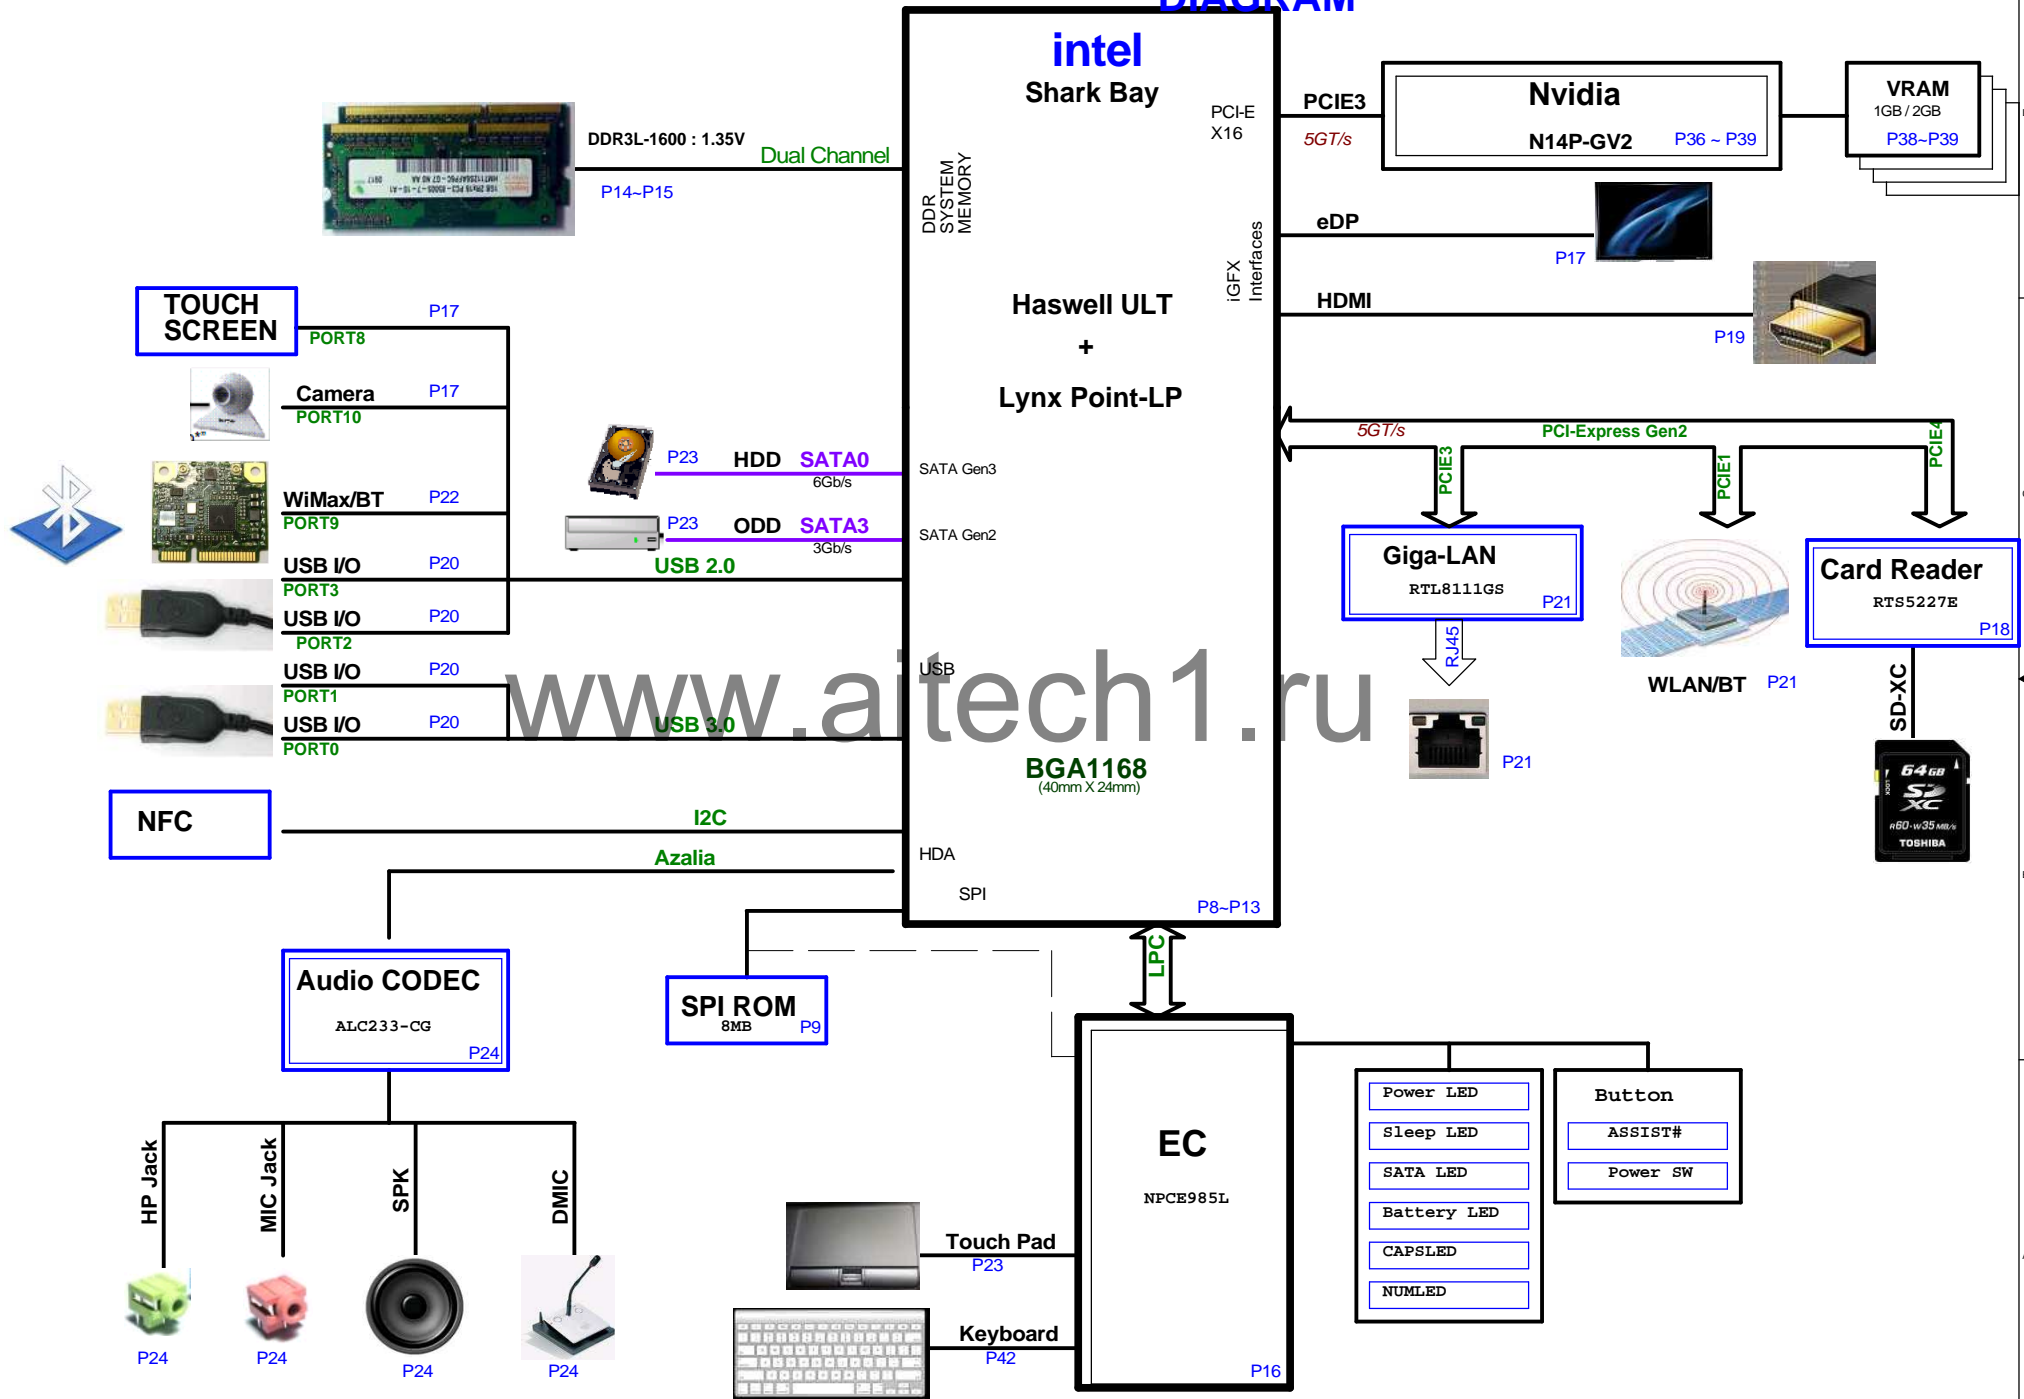 DIAGRAM
intel
Shark Bay
PCI-E
X16
PCIE3
5GT/s
Nvidia
N14P-GV2
P36 ~ P39
VRAM
1GB / 2GB
P38~P39
DDR3L-1600 : 1.35V
Dual Channel
P14~P15
DDR
SYSTEM
MEMORY
iGFX
Interfaces
eDP
P17
HDMI
P19
Haswell ULT
+
Lynx Point-LP
TOUCH
SCREEN
P17
PORT8
Camera
P17
PORT10
WiMax/BT
P22
PORT9
USB I/O
P20
PORT3
USB I/O
P20
PORT2
USB I/O
P20
PORT1
USB I/O
P20
PORT0
P23
HDD
SATA0
6Gb/s
SATA Gen3
P23
ODD
SATA3
3Gb/s
SATA Gen2
USB 2.0
USB
USB 3.0
www.aitech1.ru
BGA1168
(40mm X 24mm)
5GT/s
PCI-Express Gen2
PCIE3
PCIE1
PCIE4
Giga-LAN
RTL8111GS
P21
RJ45
P21
WLAN/BT
P21
Card Reader
RTS5227E
P18
SD-XC
64GB
SD
XC
R60-W35 MB/s
TOSHIBA
LOCK
NFC
I2C
Azalia
HDA
SPI
P8~P13
LPC
Audio CODEC
ALC233-CG
P24
SPI ROM
8MB
P9
HP Jack
MIC Jack
SPK
DMIC
P24
P24
P24
P24
EC
NPCE985L
P16
Touch Pad
P23
Keyboard
P42
Power LED
Sleep LED
SATA LED
Battery LED
CAPSLED
NUMLED
Button
ASSIST#
Power SW